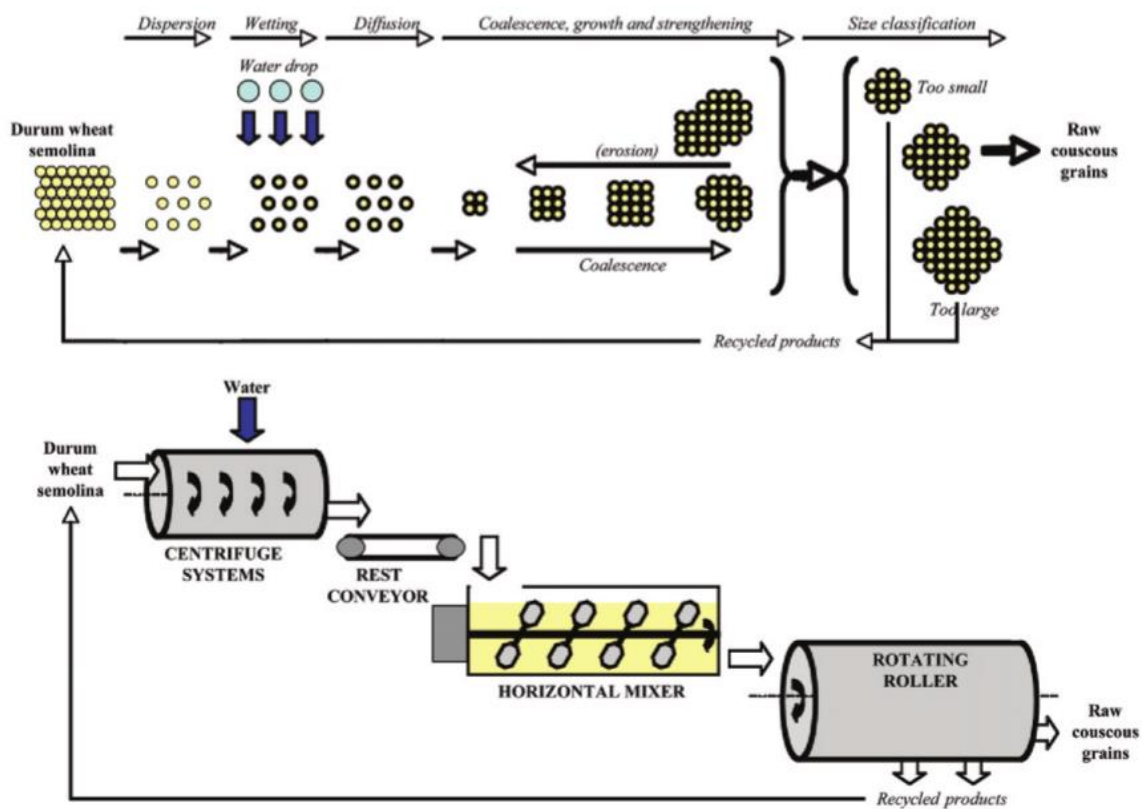 Dispersion
Wetting
Diffusion
Coalescence, growth and strengthening
Size classification
Water drop
Too small
Durum wheat
semolina
(erosion)
Raw
couscous
grains
Coalescence
Too large
Recycled products
Water
Durum
wheat
semolina
CENTRIFUGE
SYSTEMS
REST
CONVEYOR
HORIZONTAL MIXER
ROTATING
ROLLER
Raw
couscous
grains
Recycled products